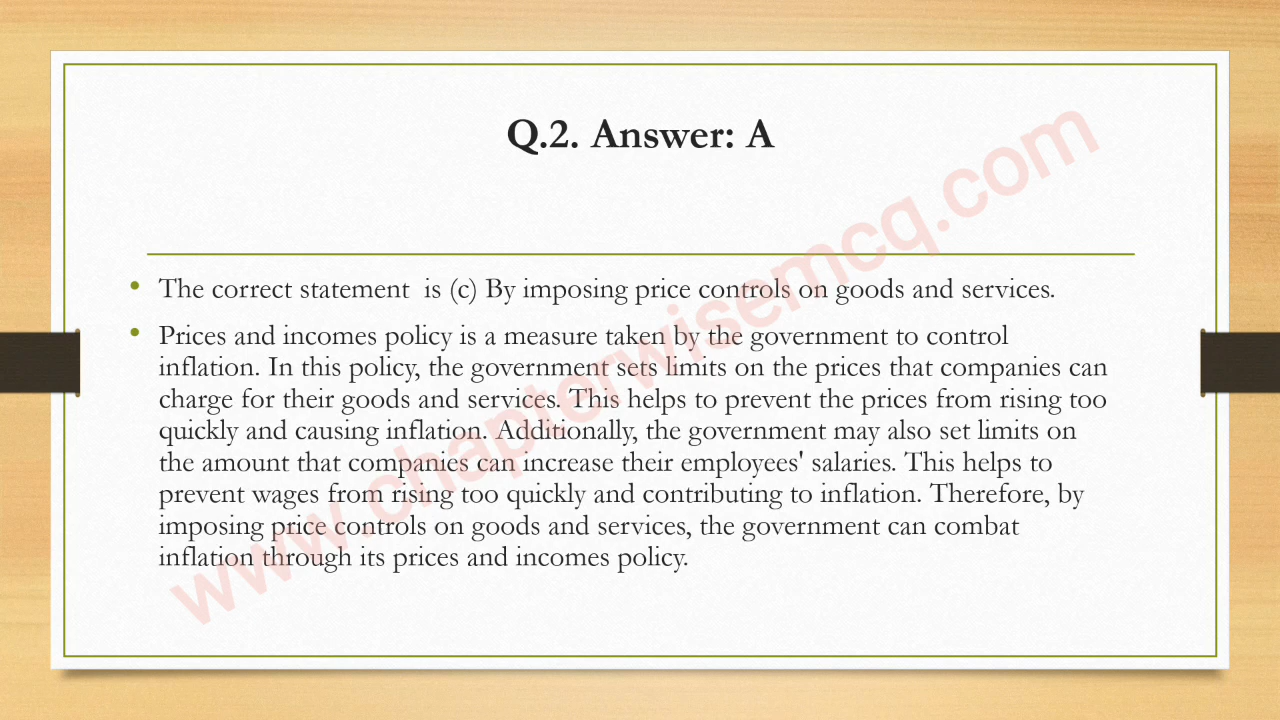 Q.2. Answer: A
• The correct statement  is (c) By imposing price controls on goods and services.
• Prices and incomes policy is a measure taken by the government to control
inflation. In this policy, the government sets limits on the prices that companies can
charge for their goods and services. This helps to prevent the prices from rising too
quickly and causing inflation. Additionally, the government may also set limits on
the amount that companies can increase their employees' salaries. This helps to
prevent wages from rising too quickly and contributing to inflation. Therefore, by
imposing price controls on goods and services, the government can combat
inflation through its prices and incomes policy.
www.chapterwisemcq.com